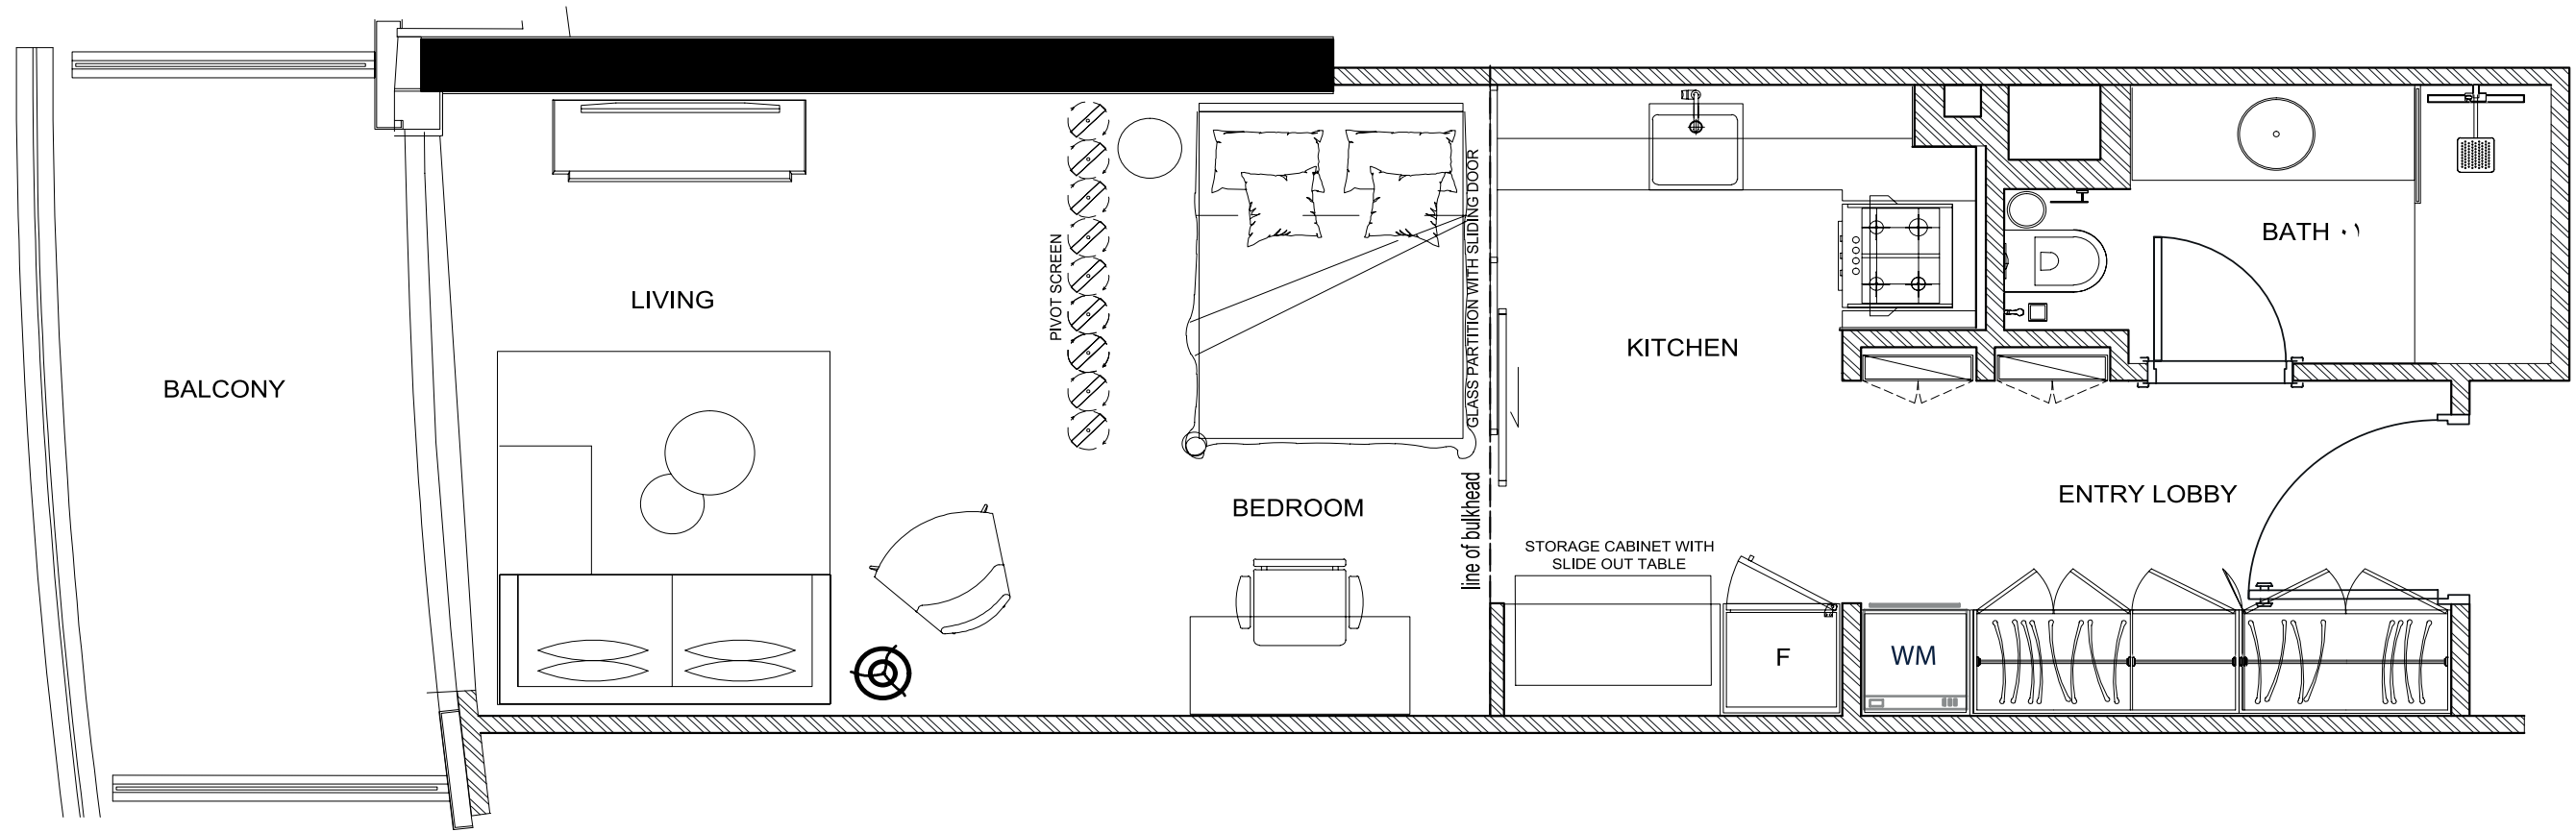 BALCONY
LIVING
PIVOT SCREEN
BEDROOM
GLASS PARTITION WITH SLIDING DOOR
line of bulkhead
KITCHEN
STORAGE CABINET WITH
SLIDE OUT TABLE
F
WM
BATH
ENTRY LOBBY